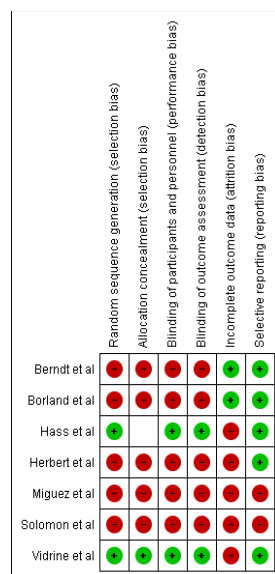 Random sequence generation (selection bias)
Allocation concealment (selection bias)
Blinding of participants and personnel (performance bias)
Blinding of outcome assessment (detection bias)
Incomplete outcome data (attrition bias)
Selective reporting (reporting bias)
Berndt et al - - - - + +
Borland et al - - - - + +
Hass et al + + + - +
Herbert et al - - - - - +
Miguez et al - - - - - -
Solomon et al - - - - - -
Vidrine et al + + + + - +